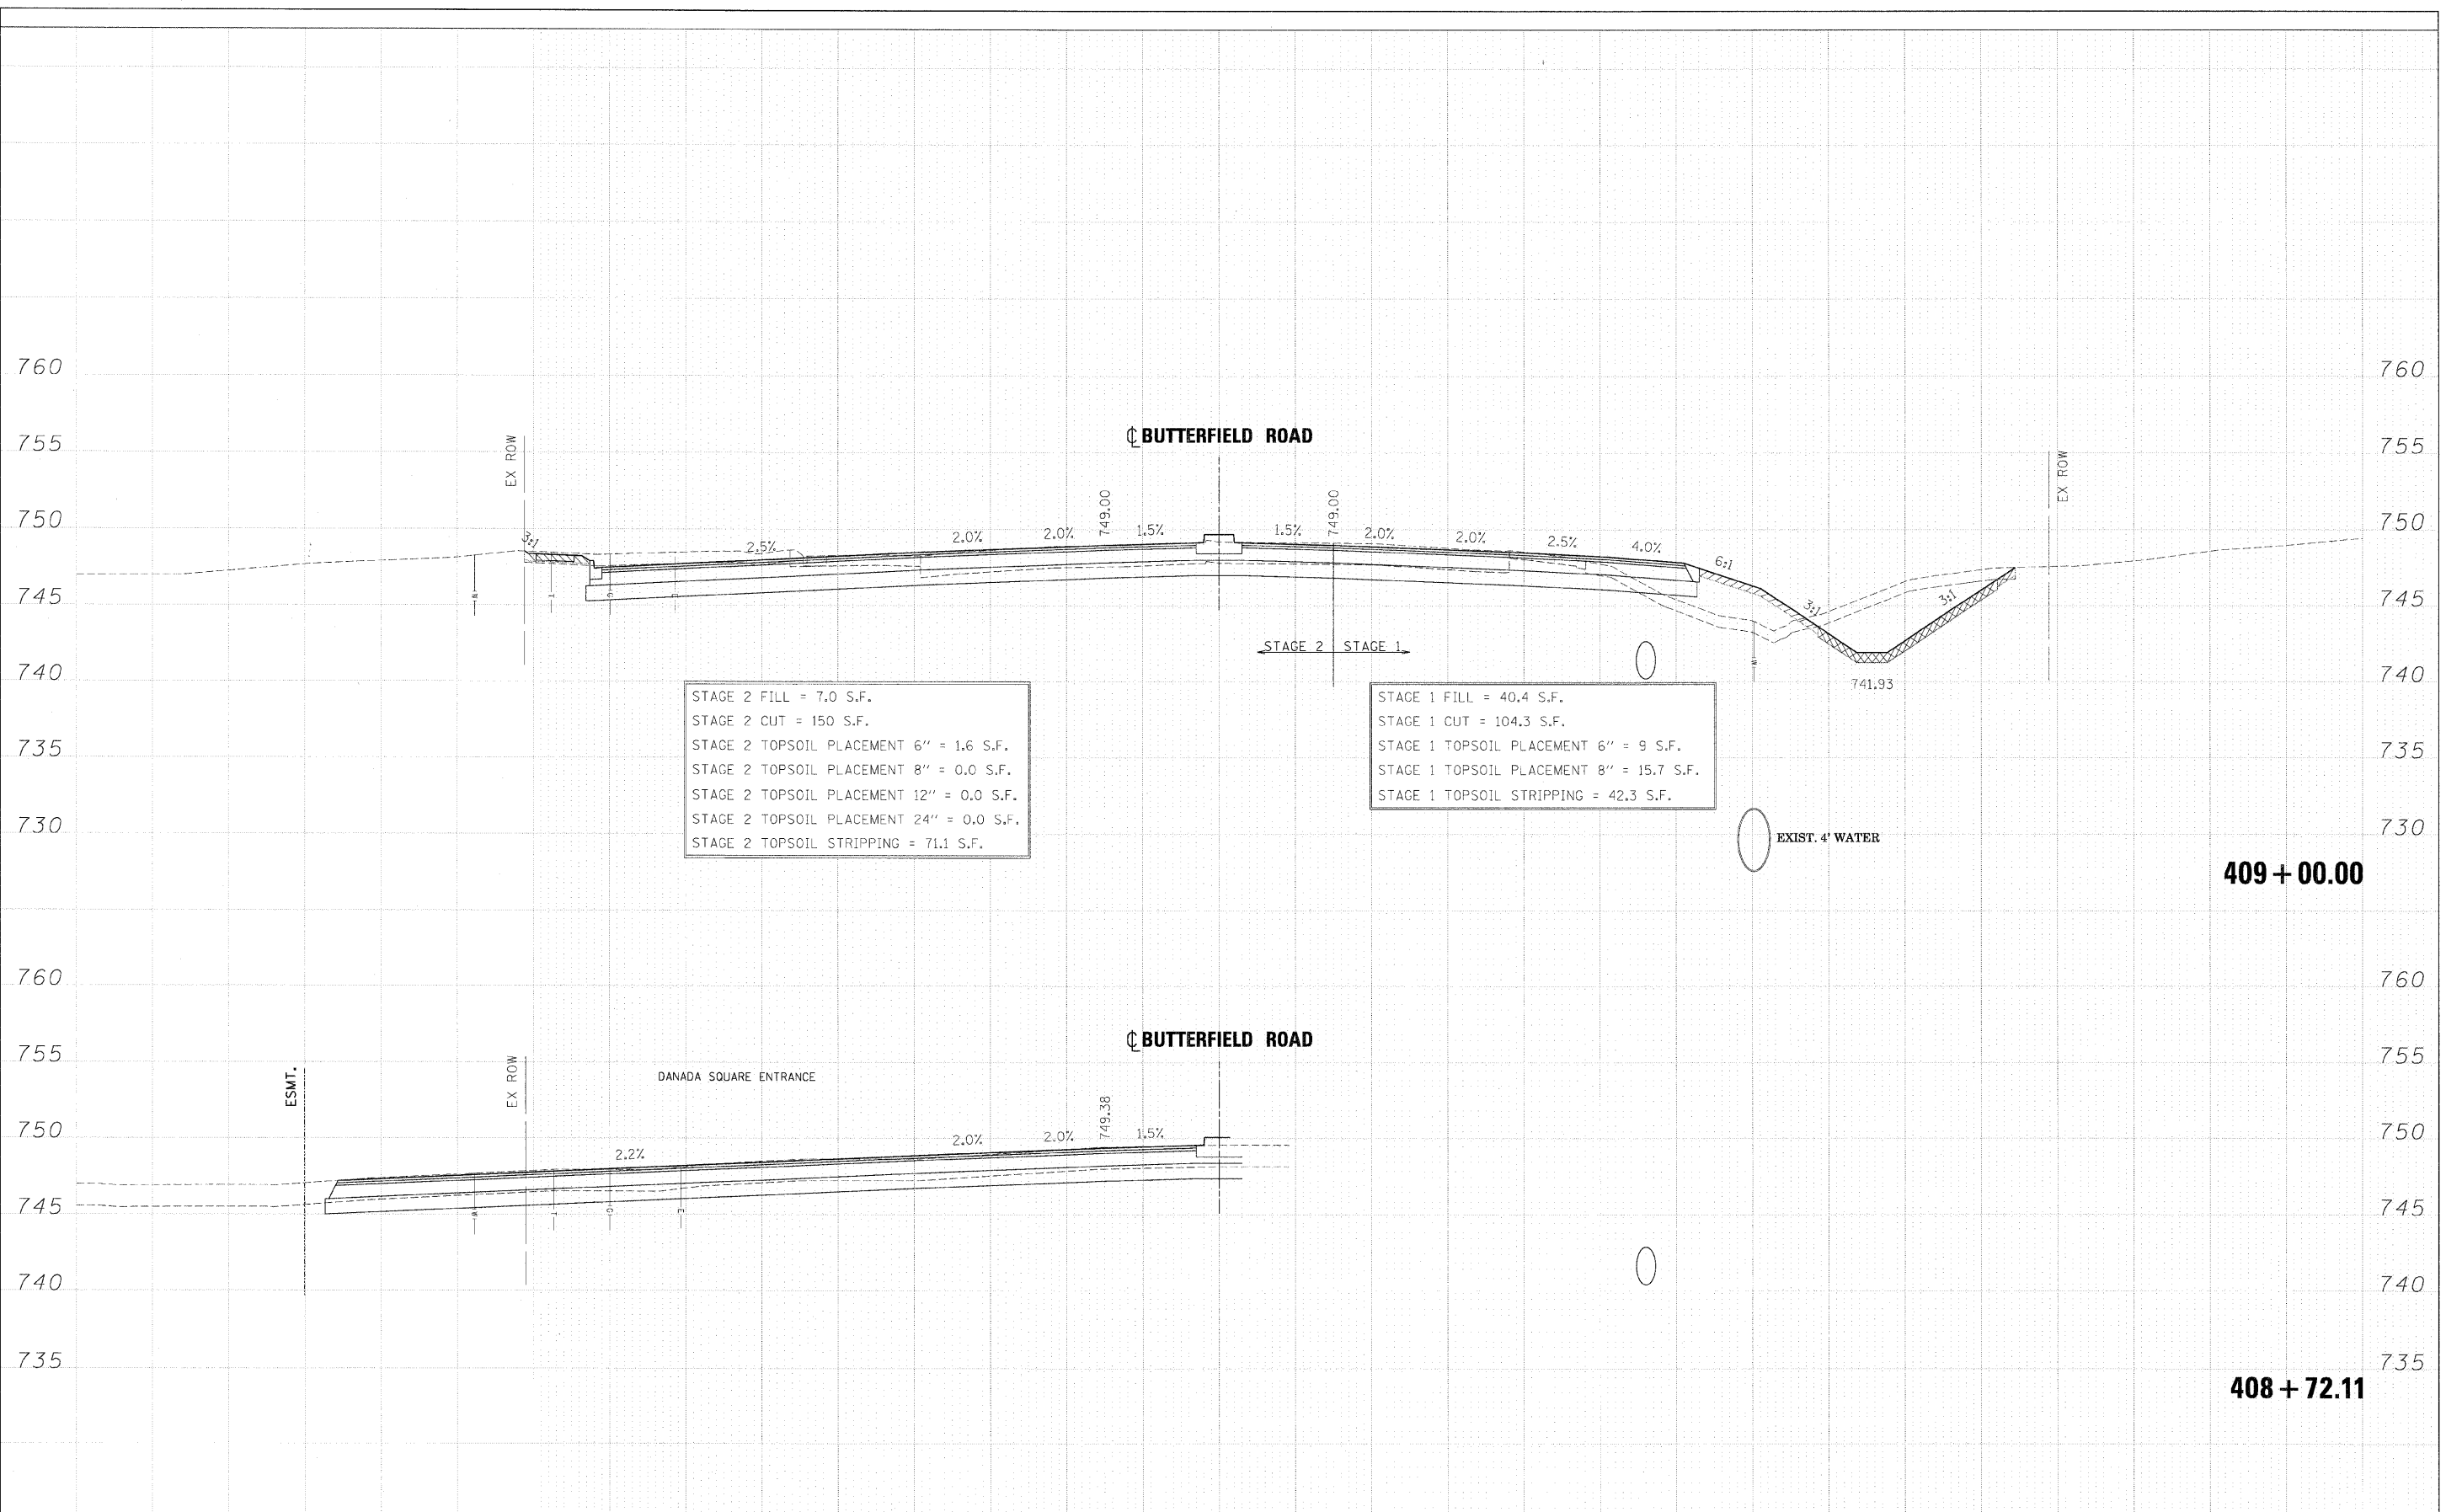 760 760
755 EX ROW ℄ BUTTERFIELD ROAD EX ROW 755
750 3:1 2.5% 2.0% 2.0% 749.00 1.5% 1.5% 749.00 2.0% 2.0% 2.5% 4.0% 6:1 750
745 3:1 3:1 745
STAGE 2 STAGE 1
740 741.93 740
STAGE 2 FILL = 7.0 S.F.
STAGE 2 CUT = 150 S.F.
STAGE 2 TOPSOIL PLACEMENT 6" = 1.6 S.F.
STAGE 2 TOPSOIL PLACEMENT 8" = 0.0 S.F.
STAGE 2 TOPSOIL PLACEMENT 12" = 0.0 S.F.
STAGE 2 TOPSOIL PLACEMENT 24" = 0.0 S.F.
STAGE 2 TOPSOIL STRIPPING = 71.1 S.F.
STAGE 1 FILL = 40.4 S.F.
STAGE 1 CUT = 104.3 S.F.
STAGE 1 TOPSOIL PLACEMENT 6" = 9 S.F.
STAGE 1 TOPSOIL PLACEMENT 8" = 15.7 S.F.
STAGE 1 TOPSOIL STRIPPING = 42.3 S.F.
735 735
730 EXIST. 4' WATER 730
409+00.00
760 760
℄ BUTTERFIELD ROAD
755 755
ESMT. EX ROW DANADA SQUARE ENTRANCE
750 2.2% 2.0% 2.0% 749.38 1.5% 750
745 745
740 740
735 735
408+72.11